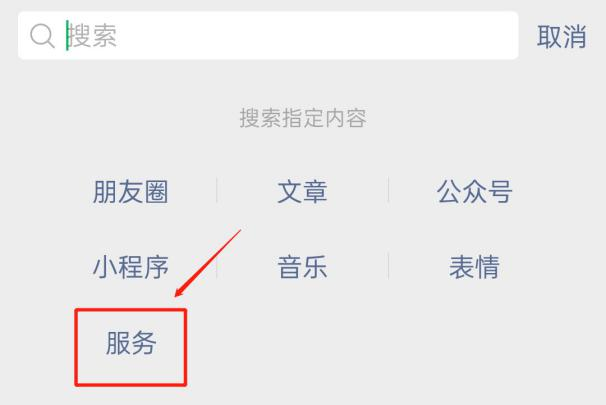 搜索 取消
搜索指定内容
朋友圈 文章 公众号
小程序 音乐 表情
服务